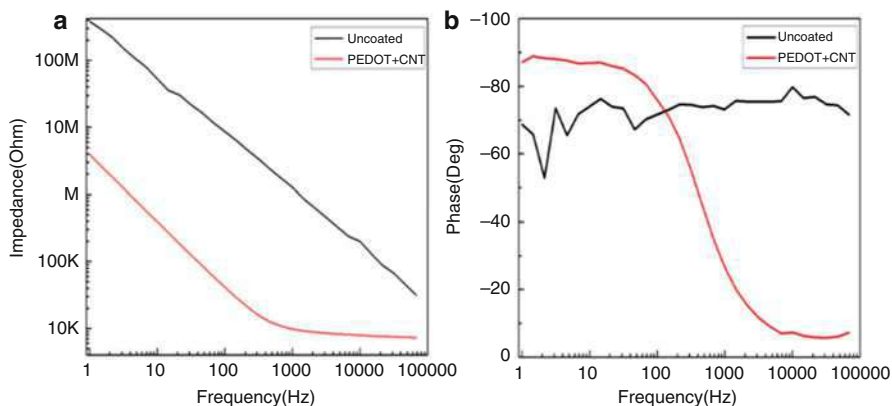 a
Uncoated
PEDOT+CNT
100M
10M
M
100K
10K
Impedance(Ohm)
1 10 100 1000 10000 100000
Frequency(Hz)
b
Uncoated
PEDOT+CNT
−100
−80
−60
−40
−20
0
Phase(Deg)
1 10 100 1000 10000 100000
Frequency(Hz)